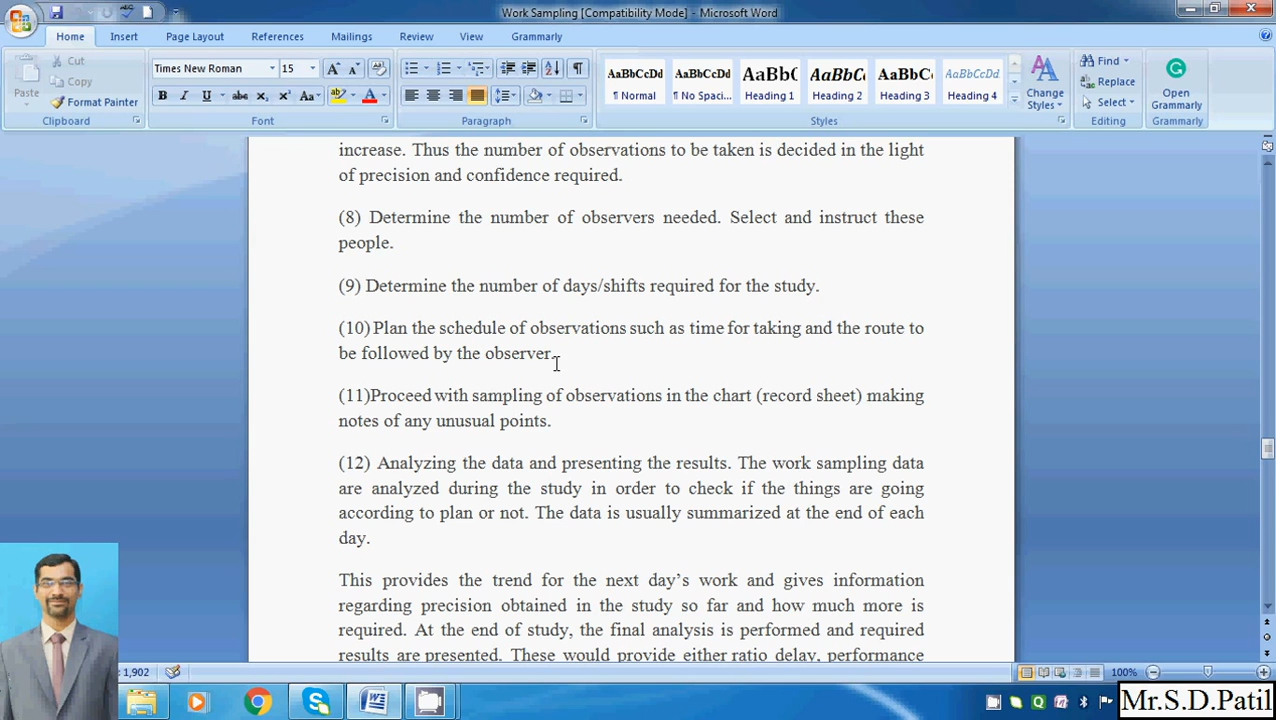 Work Sampling [Compatibility Mode] - Microsoft Word
Home Insert Page Layout References Mailings Review View Grammarly
Paste
Cut
Copy
Format Painter
Clipboard
Times New Roman 15
Font
Paragraph
AaBbCcDd AaBbCcDd AaBb( AaBbC AaBbC AaBbCcDd
¶ Normal ¶ No Spaci... Heading 1 Heading 2 Heading 3 Heading 4
Change Styles
Styles
Find
Replace
Select
Editing
Open Grammarly
Grammarly
increase. Thus the number of observations to be taken is decided in the light
of precision and confidence required.
(8) Determine the number of observers needed. Select and instruct these
people.
(9) Determine the number of days/shifts required for the study.
(10) Plan the schedule of observations such as time for taking and the route to
be followed by the observer.
(11)Proceed with sampling of observations in the chart (record sheet) making
notes of any unusual points.
(12) Analyzing the data and presenting the results. The work sampling data
are analyzed during the study in order to check if the things are going
according to plan or not. The data is usually summarized at the end of each
day.
This provides the trend for the next day’s work and gives information
regarding precision obtained in the study so far and how much more is
required. At the end of study, the final analysis is performed and required
results are presented. These would provide either ratio delay, performance
: 1,902
100%
Mr.S.D.Patil